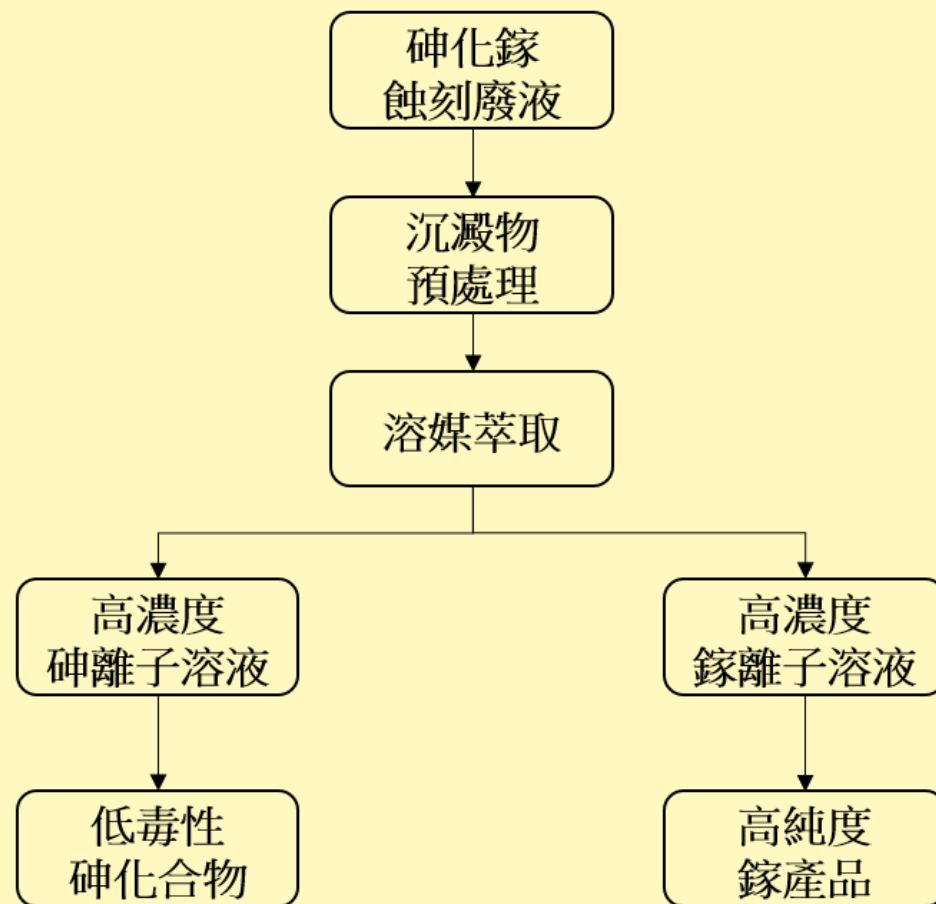 砷化鎵
蝕刻廢液
沉澱物
預處理
溶媒萃取
高濃度
砷離子溶液
高濃度
鎵離子溶液
低毒性
砷化合物
高純度
鎵產品